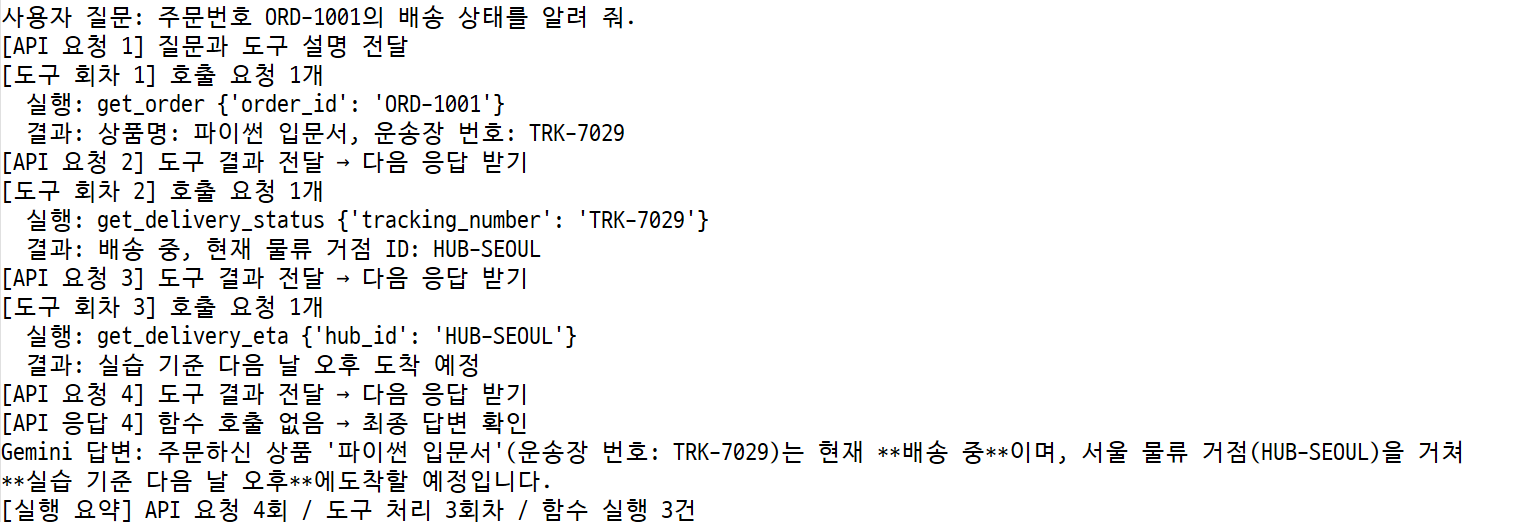 사용자 질문: 주문번호 ORD-1001의 배송 상태를 알려 줘.
[API 요청 1] 질문과 도구 설명 전달
[도구 회차 1] 호출 요청 1개
  실행: get_order {'order_id': 'ORD-1001'}
  결과: 상품명: 파이썬 입문서, 운송장 번호: TRK-7029
[API 요청 2] 도구 결과 전달 → 다음 응답 받기
[도구 회차 2] 호출 요청 1개
  실행: get_delivery_status {'tracking_number': 'TRK-7029'}
  결과: 배송 중, 현재 물류 거점 ID: HUB-SEOUL
[API 요청 3] 도구 결과 전달 → 다음 응답 받기
[도구 회차 3] 호출 요청 1개
  실행: get_delivery_eta {'hub_id': 'HUB-SEOUL'}
  결과: 실습 기준 다음 날 오후 도착 예정
[API 요청 4] 도구 결과 전달 → 다음 응답 받기
[API 응답 4] 함수 호출 없음 → 최종 답변 확인
Gemini 답변: 주문하신 상품 '파이썬 입문서'(운송장 번호: TRK-7029)는 현재 **배송 중**이며, 서울 물류 거점(HUB-SEOUL)을 거쳐
**실습 기준 다음 날 오후**에도착할 예정입니다.
[실행 요약] API 요청 4회 / 도구 처리 3회차 / 함수 실행 3건